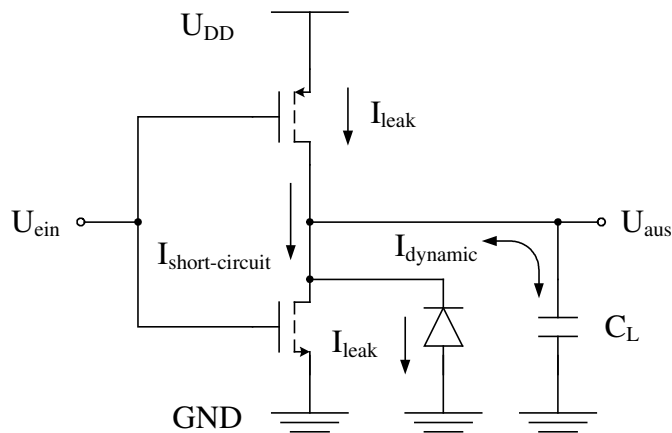 U_DD
I_leak
U_ein
I_short-circuit
I_dynamic
U_aus
I_leak
C_L
GND